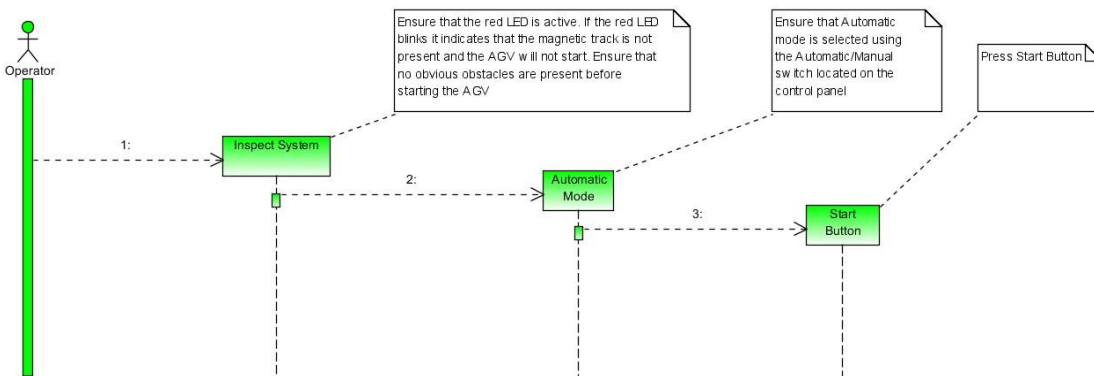 Ensure that the red LED is active. If the red LED
blinks it indicates that the magnetic track is not
present and the AGV will not start. Ensure that
no obvious obstacles are present before
starting the AGV
Ensure that Automatic
mode is selected using
the Automatic/Manual
switch located on the
control panel
Press Start Button
Operator
1:
Inspect System
2:
Automatic
Mode
3:
Start
Button